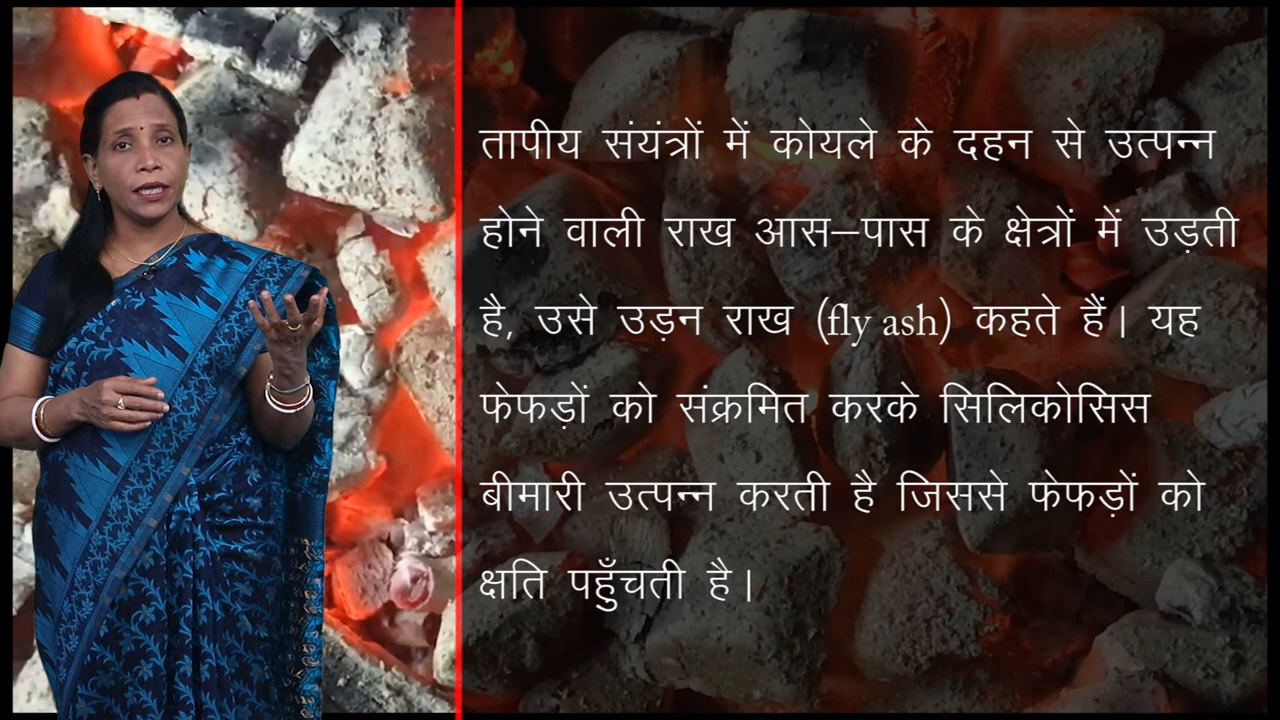 तापीय संयंत्रों में कोयले के दहन से उत्पन्न
होने वाली राख आस–पास के क्षेत्रों में उड़ती
है, उसे उड़न राख (fly ash) कहते हैं। यह
फेफड़ों को संक्रमित करके सिलिकोसिस
बीमारी उत्पन्न करती है जिससे फेफड़ों को
क्षति पहुँचती है।